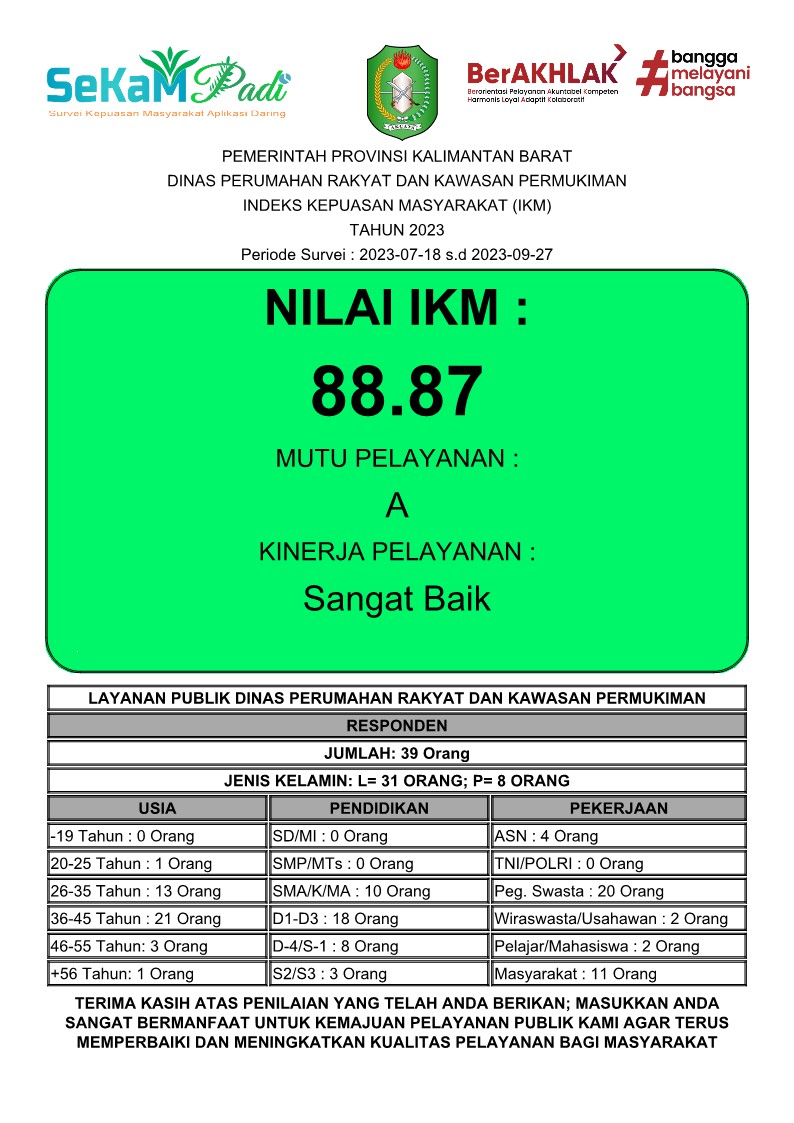 SeKaM Padi
Survei Kepuasan Masyarakat Aplikasi Daring
AKCAYA
BerAKHLAK
Berorientasi Pelayanan Akuntabel Kompeten
Harmonis Loyal Adaptif Kolaboratif
#bangga
melayani
bangsa
PEMERINTAH PROVINSI KALIMANTAN BARAT
DINAS PERUMAHAN RAKYAT DAN KAWASAN PERMUKIMAN
INDEKS KEPUASAN MASYARAKAT (IKM)
TAHUN 2023
Periode Survei : 2023-07-18 s.d 2023-09-27
NILAI IKM :
88.87
MUTU PELAYANAN :
A
KINERJA PELAYANAN :
Sangat Baik
LAYANAN PUBLIK DINAS PERUMAHAN RAKYAT DAN KAWASAN PERMUKIMAN
RESPONDEN
JUMLAH: 39 Orang
JENIS KELAMIN: L= 31 ORANG; P= 8 ORANG
USIA PENDIDIKAN PEKERJAAN
-19 Tahun : 0 Orang SD/MI : 0 Orang ASN : 4 Orang
20-25 Tahun : 1 Orang SMP/MTs : 0 Orang TNI/POLRI : 0 Orang
26-35 Tahun : 13 Orang SMA/K/MA : 10 Orang Peg. Swasta : 20 Orang
36-45 Tahun : 21 Orang D1-D3 : 18 Orang Wiraswasta/Usahawan : 2 Orang
46-55 Tahun: 3 Orang D-4/S-1 : 8 Orang Pelajar/Mahasiswa : 2 Orang
+56 Tahun: 1 Orang S2/S3 : 3 Orang Masyarakat : 11 Orang
TERIMA KASIH ATAS PENILAIAN YANG TELAH ANDA BERIKAN; MASUKKAN ANDA
SANGAT BERMANFAAT UNTUK KEMAJUAN PELAYANAN PUBLIK KAMI AGAR TERUS
MEMPERBAIKI DAN MENINGKATKAN KUALITAS PELAYANAN BAGI MASYARAKAT